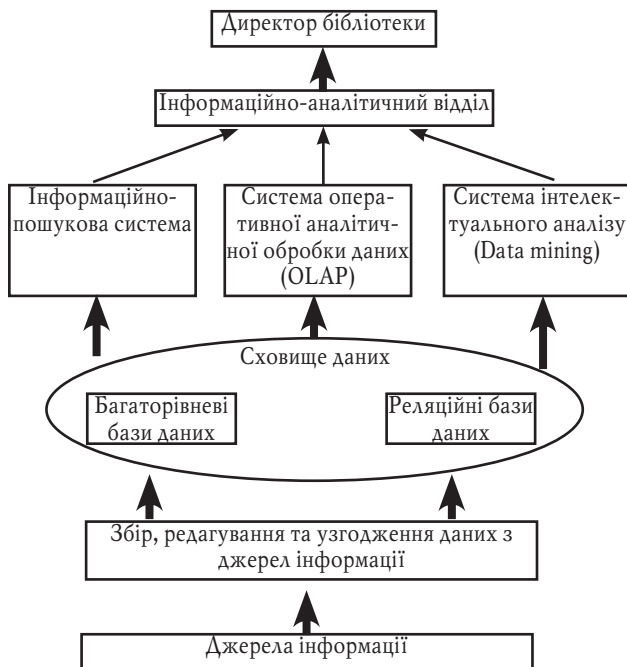 Директор бібліотеки
Інформаційно-аналітичний відділ
Інформаційно-
пошукова система
Система опера-
тивної аналітич-
ної обробки даних
(OLAP)
Система інтелек-
туального аналізу
(Data mining)
Сховище даних
Багаторівневі
бази даних
Реляційні бази
даних
Збір, редагування та узгодження даних з
джерел інформації
Джерела інформації